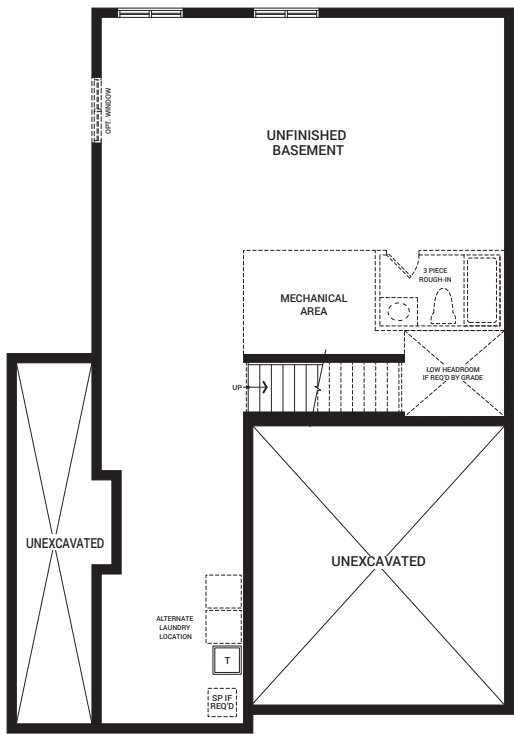 OPT. WINDOW
UNFINISHED
BASEMENT
3 PIECE
ROUGH-IN
MECHANICAL
AREA
LOW HEADROOM
IF REQ'D BY GRADE
UP
UNEXCAVATED
UNEXCAVATED
ALTERNATE
LAUNDRY
LOCATION
T
SP IF
REQ'D